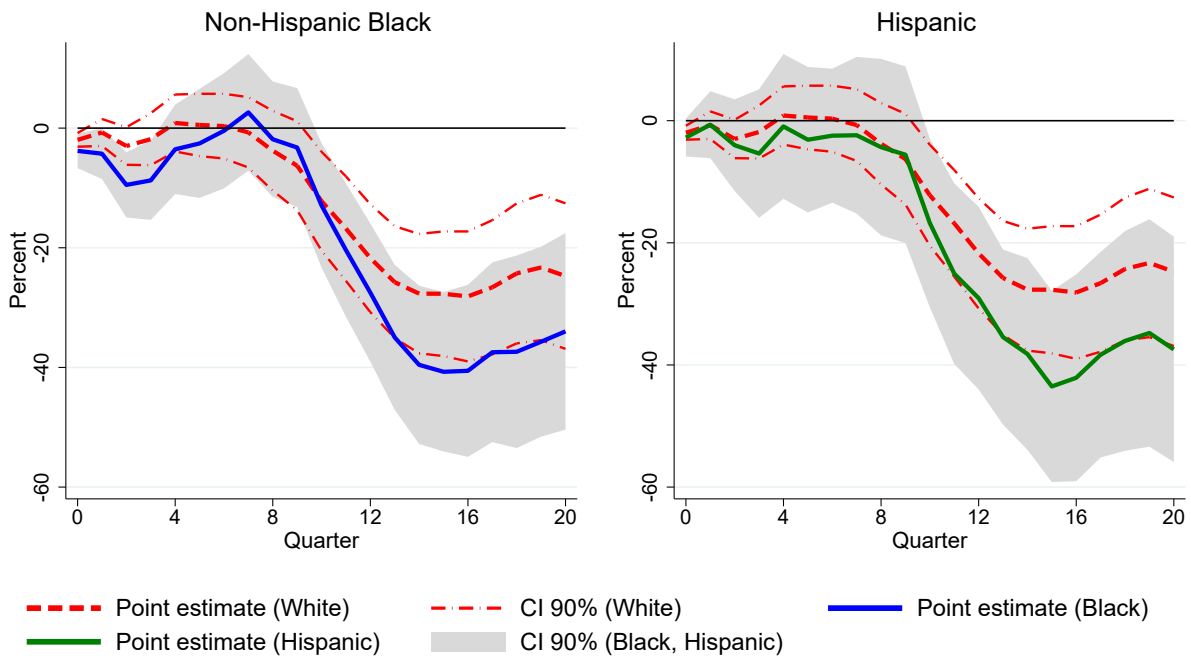 Non-Hispanic Black
Percent
0
-20
-40
-60
0 4 8 12 16 20
Quarter
Hispanic
Percent
0
-20
-40
-60
0 4 8 12 16 20
Quarter
Point estimate (White) CI 90% (White) Point estimate (Black)
Point estimate (Hispanic) CI 90% (Black, Hispanic)